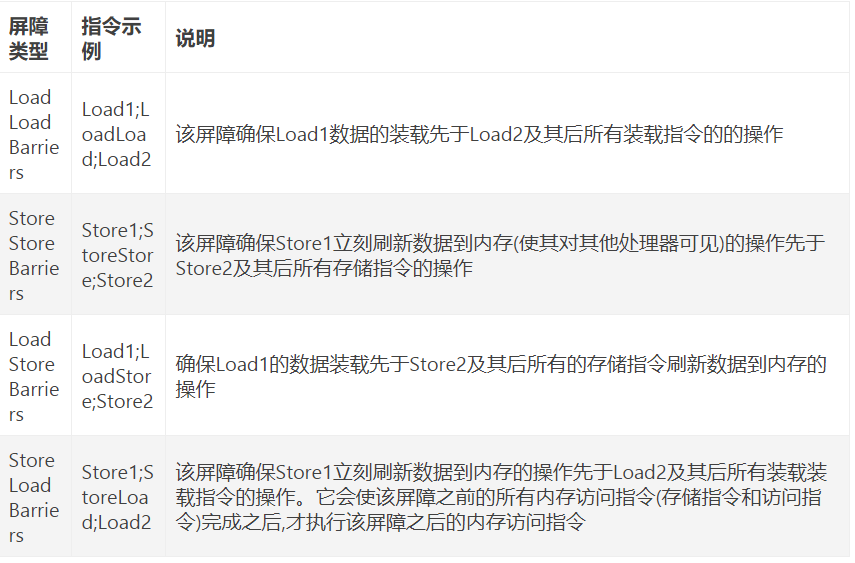 屏障
类型
指令示
例
说明
Load
Load
Barrie
rs
Load1;L
oadLoa
d;Load2
该屏障确保Load1数据的装载先于Load2及其后所有装载指令的的操作
Store
Store
Barrie
rs
Store1;S
toreStor
e;Store2
该屏障确保Store1立刻刷新数据到内存(使其对其他处理器可见)的操作先于
Store2及其后所有存储指令的操作
Load
Store
Barrie
rs
Load1;L
oadStor
e;Store2
确保Load1的数据装载先于Store2及其后所有的存储指令刷新数据到内存的
操作
Store
Load
Barrie
rs
Store1;S
toreLoa
d;Load2
该屏障确保Store1立刻刷新数据到内存的操作先于Load2及其后所有装载装
载指令的操作。它会使该屏障之前的所有内存访问指令(存储指令和访问指
令)完成之后,才执行该屏障之后的内存访问指令